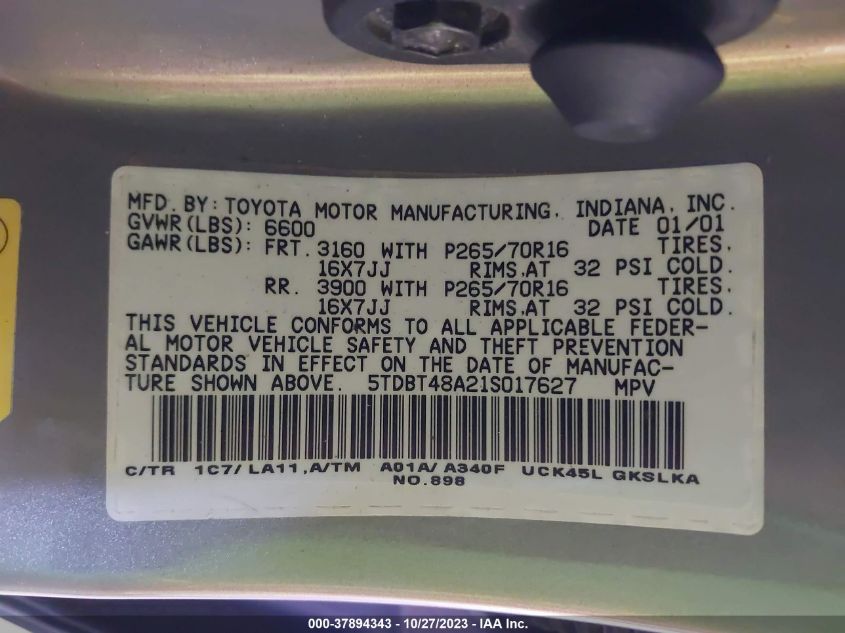 MFD. BY: TOYOTA MOTOR MANUFACTURING, INDIANA, INC.
GVWR(LBS): 6600 DATE 01/01
GAWR(LBS): FRT. 3160 WITH P265/70R16 TIRES,
16X7JJ RIMS,AT 32 PSI COLD.
RR. 3900 WITH P265/70R16 TIRES,
16X7JJ RIMS,AT 32 PSI COLD.
THIS VEHICLE CONFORMS TO ALL APPLICABLE FEDER-
AL MOTOR VEHICLE SAFETY AND THEFT PREVENTION
STANDARDS IN EFFECT ON THE DATE OF MANUFAC-
TURE SHOWN ABOVE. 5TDBT48A21S017627 MPV
C/TR 1C7/ LA11,A/TM A01A/ A340F UCK45L GKSLKA
NO.898
000-37894343 / 10/27/2023 - IAA Inc.